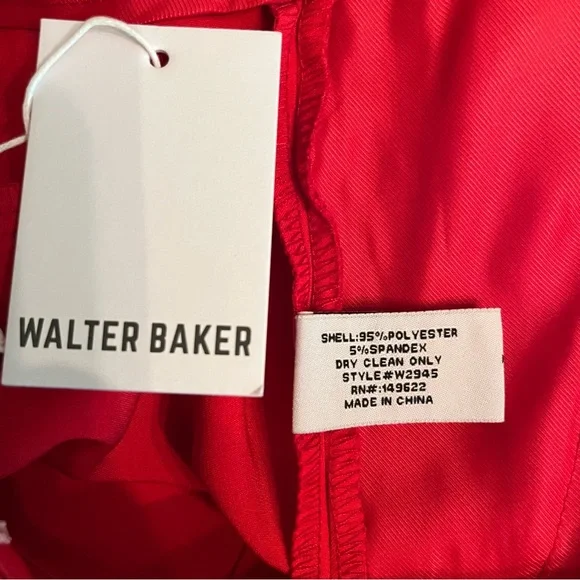 WALTER BAKER
SHELL:95%POLYESTER
5%SPANDEX
DRY CLEAN ONLY
STYLE#W2945
RN#:149622
MADE IN CHINA